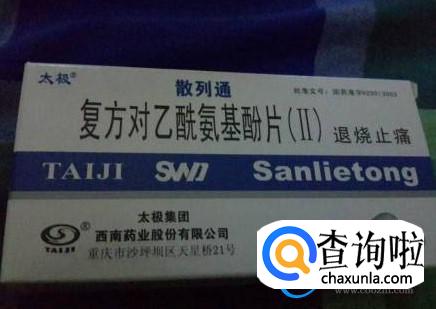 太极®
散列通
复方对乙酰氨基酚片(Ⅱ) 退烧止痛
TAIJI SWD Sanlietong
太极集团
TAIJI
西南药业股份有限公司
重庆市沙坪坝区天星桥21号
查询啦
chaxunla.com